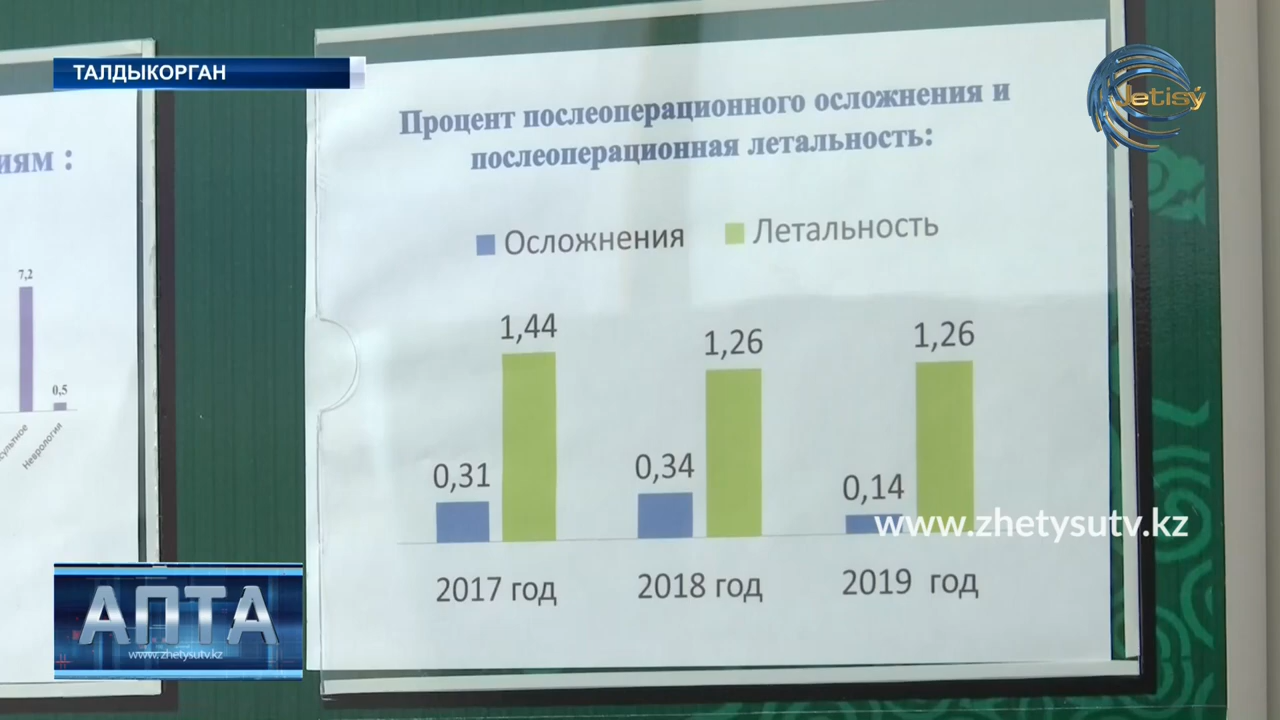 ТАЛДЫКОРГАН
Jetisý
Процент послеоперационного осложнения и
послеоперационная летальность:
Осложнения Летальность
1,44 1,26 1,26
0,31 0,34 0,14
2017 год 2018 год 2019 год
www.zhetysutv.kz
7,2
0,5
Неврология
АПТА
www.zhetysutv.kz